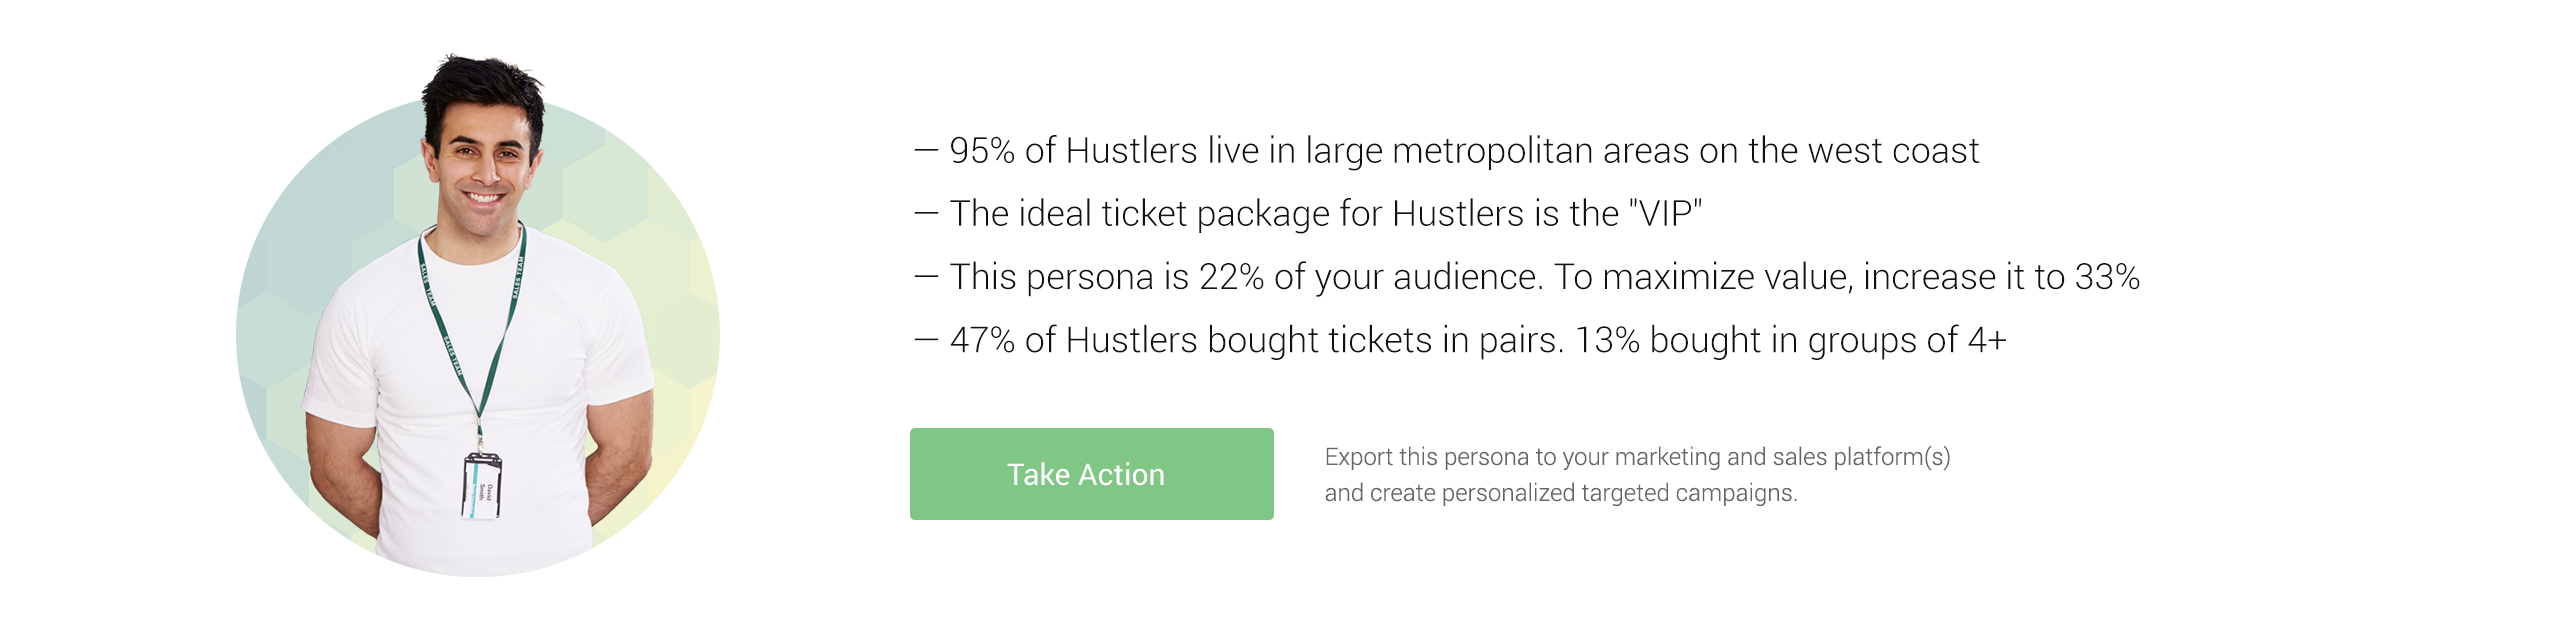 — 95% of Hustlers live in large metropolitan areas on the west coast
— The ideal ticket package for Hustlers is the "VIP"
— This persona is 22% of your audience. To maximize value, increase it to 33%
— 47% of Hustlers bought tickets in pairs. 13% bought in groups of 4+
Take Action
Export this persona to your marketing and sales platform(s)
and create personalized targeted campaigns.
SALES TEAM
SALES TEAM
SALES TEAM
David
Smith